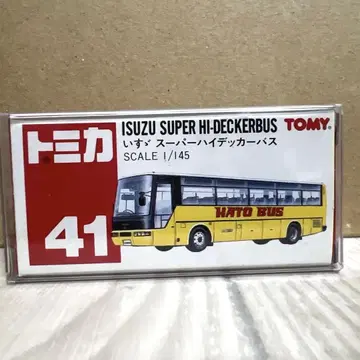 トミカ
41
ISUZU SUPER HI-DECKERBUS TOMY
いすゞ スーパーハイデッカーバス
SCALE 1/145
HATO BUS